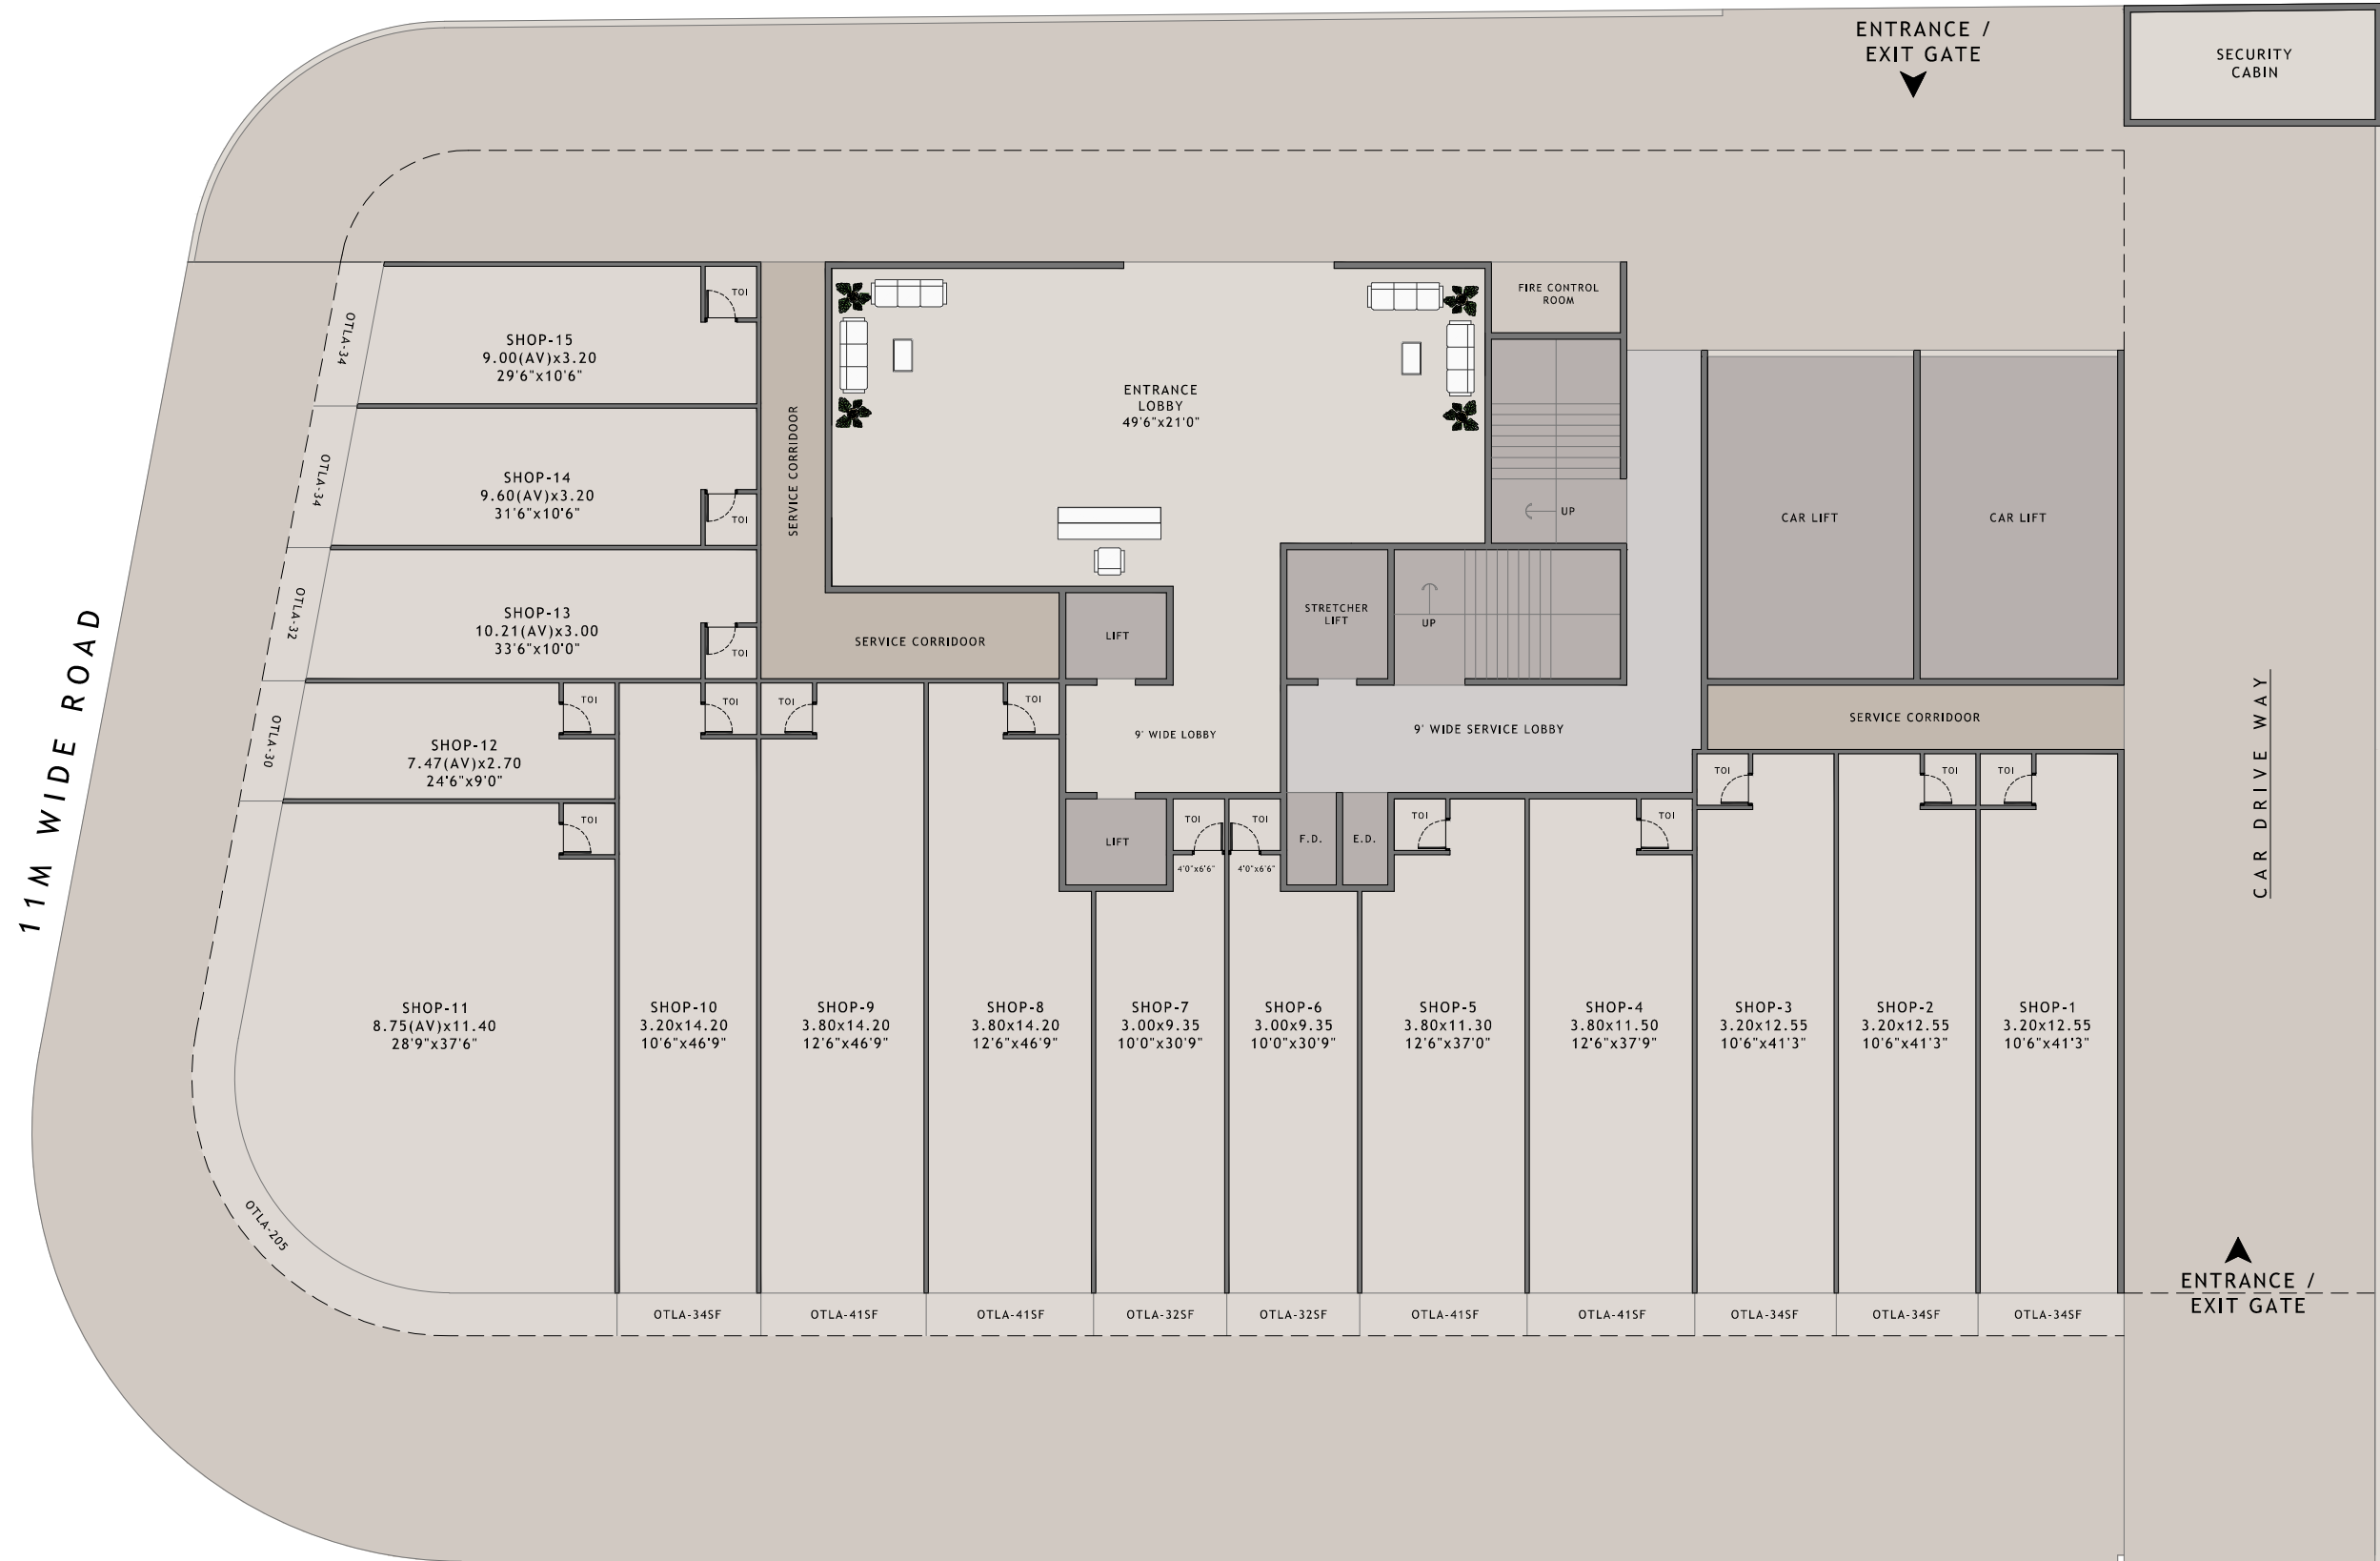 ENTRANCE /
EXIT GATE
SECURITY
CABIN
TOI
SHOP-15
9.00(AV)x3.20
29'6"x10'6"
OTLA-34
FIRE CONTROL
ROOM
ENTRANCE
LOBBY
49'6"x21'0"
SERVICE CORRIDOOR
SHOP-14
9.60(AV)x3.20
31'6"x10'6"
TOI
OTLA-34
UP
CAR LIFT
CAR LIFT
SHOP-13
10.21(AV)x3.00
33'6"x10'0"
TOI
OTLA-32
SERVICE CORRIDOOR
LIFT
STRETCHER
LIFT
UP
11M WIDE ROAD
TOI
TOI
TOI
TOI
OTLA-30
SHOP-12
7.47(AV)x2.70
24'6"x9'0"
9' WIDE LOBBY
9' WIDE SERVICE LOBBY
SERVICE CORRIDOOR
CAR DRIVE WAY
TOI
TOI
TOI
TOI
LIFT
TOI
TOI
4'0"x6'6"
4'0"x6'6"
F.D.
E.D.
TOI
TOI
SHOP-11
8.75(AV)x11.40
28'9"x37'6"
SHOP-10
3.20x14.20
10'6"x46'9"
SHOP-9
3.80x14.20
12'6"x46'9"
SHOP-8
3.80x14.20
12'6"x46'9"
SHOP-7
3.00x9.35
10'0"x30'9"
SHOP-6
3.00x9.35
10'0"x30'9"
SHOP-5
3.80x11.30
12'6"x37'0"
SHOP-4
3.80x11.50
12'6"x37'9"
SHOP-3
3.20x12.55
10'6"x41'3"
SHOP-2
3.20x12.55
10'6"x41'3"
SHOP-1
3.20x12.55
10'6"x41'3"
OTLA-205
ENTRANCE /
EXIT GATE
OTLA-34SF
OTLA-41SF
OTLA-41SF
OTLA-32SF
OTLA-32SF
OTLA-41SF
OTLA-41SF
OTLA-34SF
OTLA-34SF
OTLA-34SF